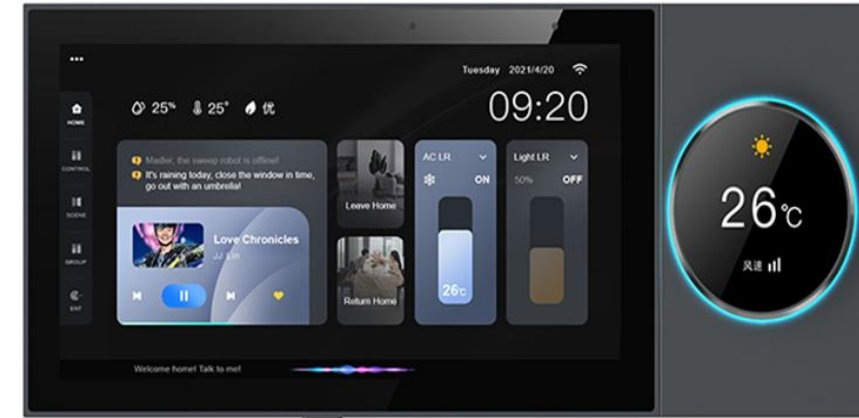 •••
Tuesday 2021/4/20
25% 25° 优
09:20
HOME
CONTROL
SCENE
GROUP
ENT
Madler, the sweep robot is offline!
It's raining today, close the window in time,
go out with an umbrella!
Love Chronicles
JJ Lin
Leave Home
Return Home
AC LR
ON
26°C
Light LR
50% OFF
Welcome home! Talk to me!
26°C
风速